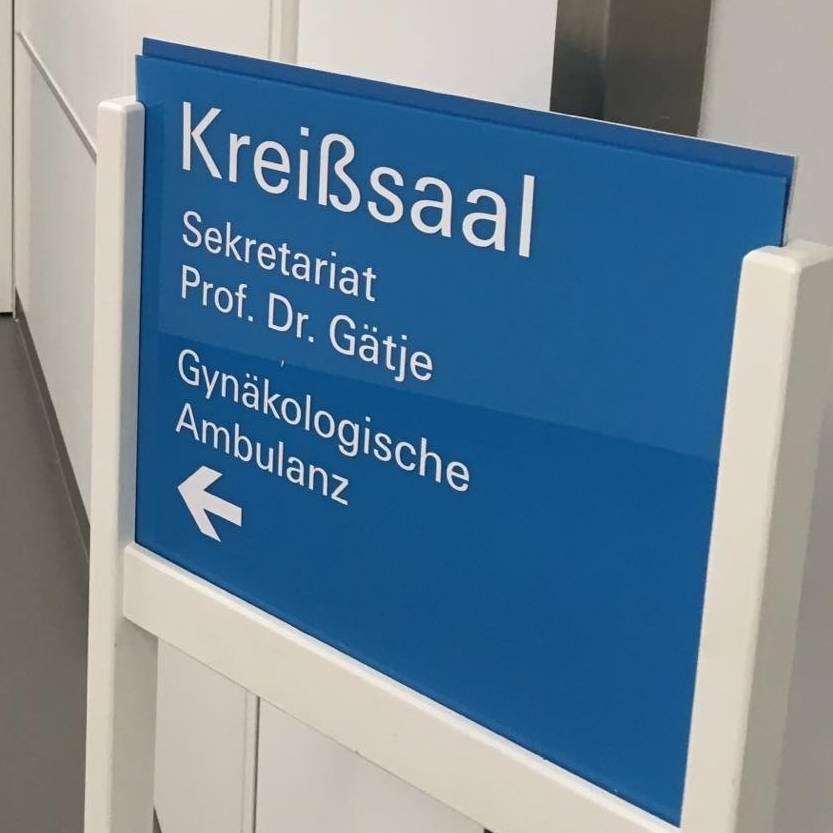 Kreißsaal
Sekretariat
Prof. Dr. Gätje
Gynäkologische
Ambulanz